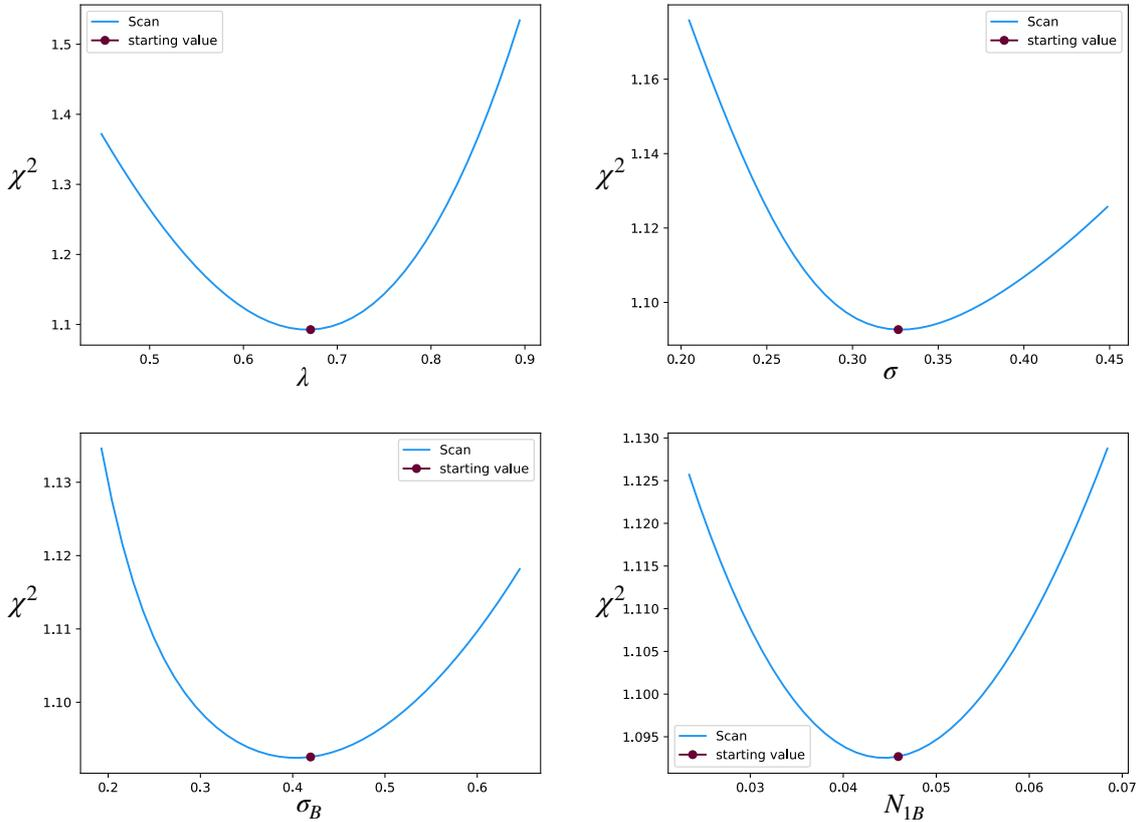 Scan
starting value
1.5
1.4
1.3
1.2
1.1
χ²
0.5 0.6 0.7 0.8 0.9
λ
Scan
starting value
1.16
1.14
1.12
1.10
χ²
0.20 0.25 0.30 0.35 0.40 0.45
σ
Scan
starting value
1.13
1.12
1.11
1.10
χ²
0.2 0.3 0.4 0.5 0.6
σ_B
1.130
1.125
1.120
1.115
1.110
1.105
1.100
1.095
χ²
Scan
starting value
0.03 0.04 0.05 0.06 0.07
N_{1B}